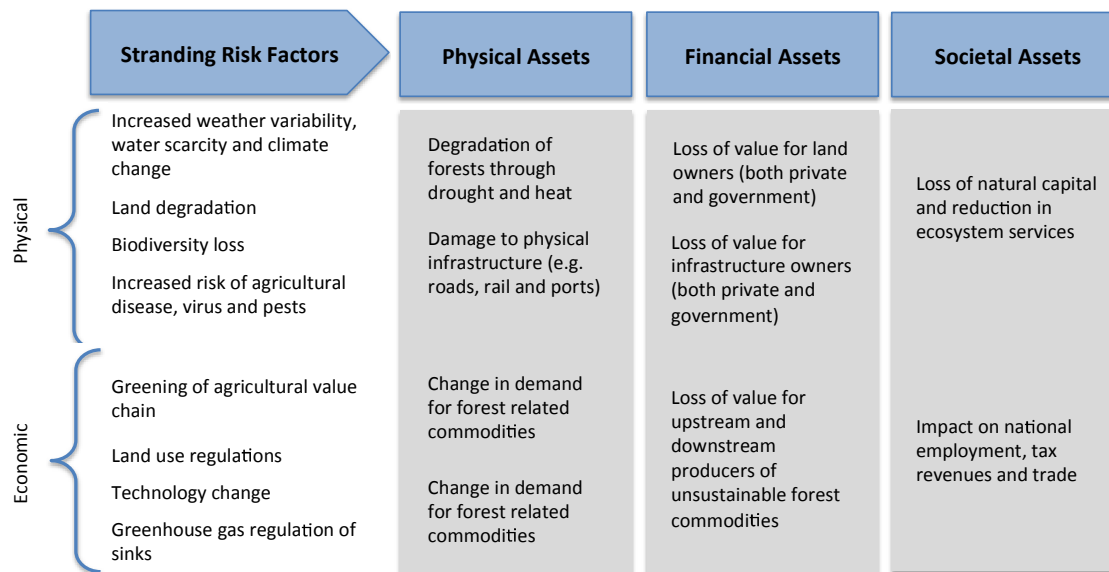 Stranding Risk Factors
Physical Assets
Financial Assets
Societal Assets
Physical
Increased weather variability,
water scarcity and climate
change
Land degradation
Biodiversity loss
Increased risk of agricultural
disease, virus and pests
Degradation of
forests through
drought and heat
Damage to physical
infrastructure (e.g.
roads, rail and ports)
Loss of value for land
owners (both private
and government)
Loss of value for
infrastructure owners
(both private and
government)
Loss of natural capital
and reduction in
ecosystem services
Economic
Greening of agricultural value
chain
Land use regulations
Technology change
Greenhouse gas regulation of
sinks
Change in demand
for forest related
commodities
Change in demand
for forest related
commodities
Loss of value for
upstream and
downstream
producers of
unsustainable forest
commodities
Impact on national
employment, tax
revenues and trade